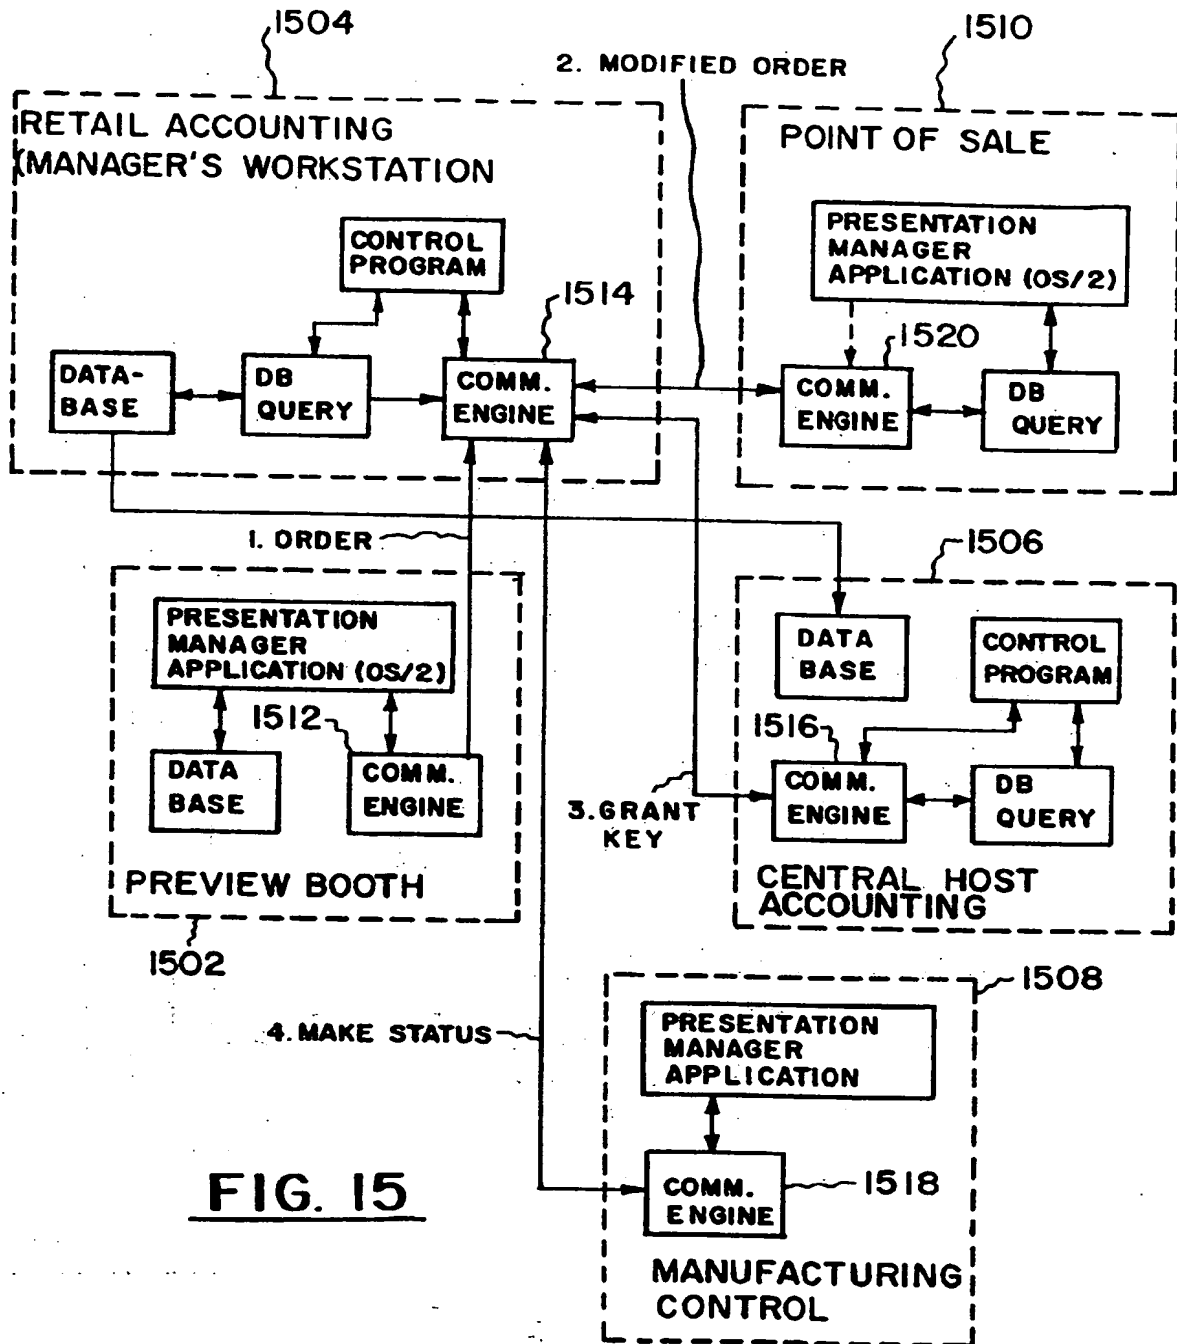 1504
1510
2. MODIFIED ORDER
RETAIL ACCOUNTING
(MANAGER'S WORKSTATION
POINT OF SALE
CONTROL
PROGRAM
PRESENTATION
MANAGER
APPLICATION (OS/2)
1514
1520
DATA-
BASE
DB
QUERY
COMM.
ENGINE
COMM.
ENGINE
DB
QUERY
1. ORDER
1506
PRESENTATION
MANAGER
APPLICATION (OS/2)
DATA
BASE
CONTROL
PROGRAM
1512
1516
DATA
BASE
COMM.
ENGINE
COMM.
ENGINE
DB
QUERY
3. GRANT
KEY
PREVIEW BOOTH
CENTRAL HOST
ACCOUNTING
1502
1508
4. MAKE STATUS
PRESENTATION
MANAGER
APPLICATION
COMM.
ENGINE
1518
FIG. 15
MANUFACTURING
CONTROL